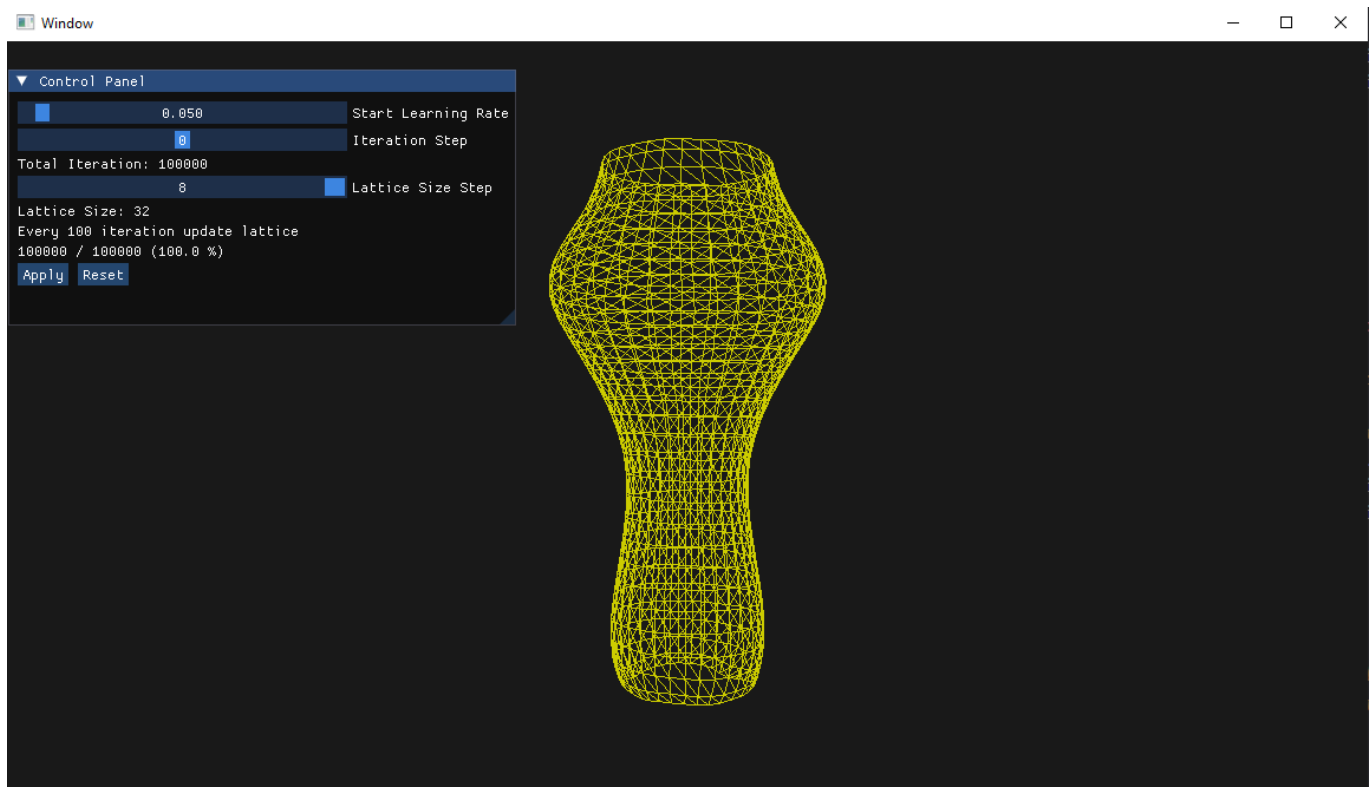 Window
Control Panel
0.050 Start Learning Rate
0 Iteration Step
Total Iteration: 100000
8 Lattice Size Step
Lattice Size: 32
Every 100 iteration update lattice
100000 / 100000 (100.0 %)
Apply Reset